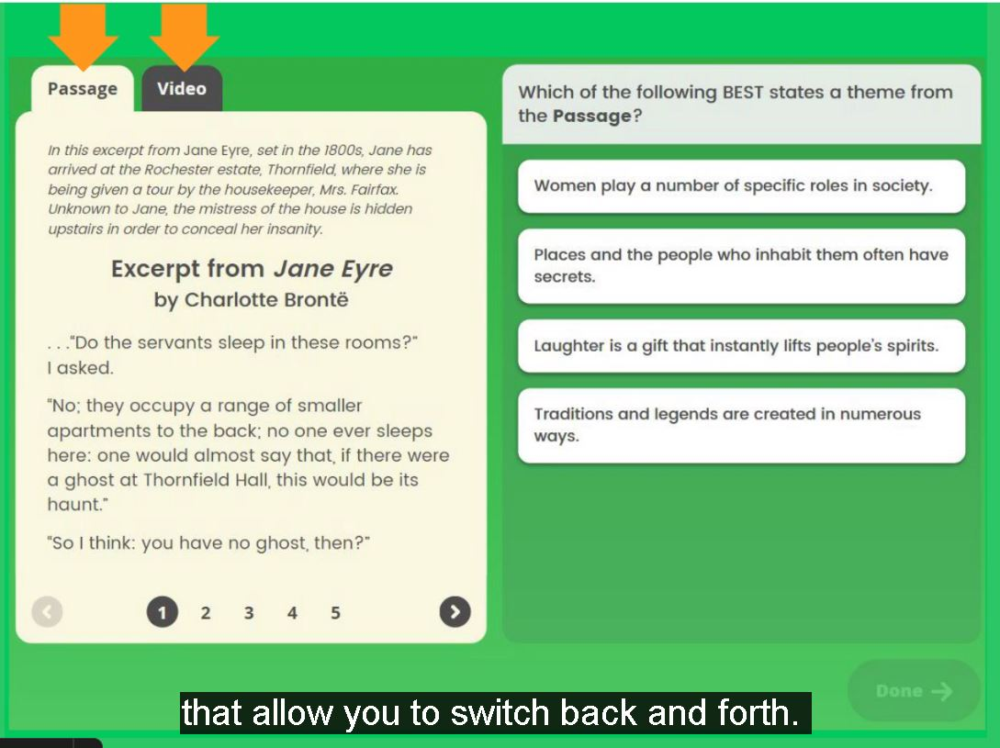 Passage
Video
In this excerpt from Jane Eyre, set in the 1800s, Jane has
arrived at the Rochester estate, Thornfield, where she is
being given a tour by the housekeeper, Mrs. Fairfax.
Unknown to Jane, the mistress of the house is hidden
upstairs in order to conceal her insanity.
Excerpt from Jane Eyre
by Charlotte Brontë
. . ."Do the servants sleep in these rooms?"
I asked.
"No; they occupy a range of smaller
apartments to the back; no one ever sleeps
here: one would almost say that, if there were
a ghost at Thornfield Hall, this would be its
haunt."
"So I think: you have no ghost, then?"
1 2 3 4 5
Which of the following BEST states a theme from
the Passage?
Women play a number of specific roles in society.
Places and the people who inhabit them often have
secrets.
Laughter is a gift that instantly lifts people's spirits.
Traditions and legends are created in numerous
ways.
Done
that allow you to switch back and forth.